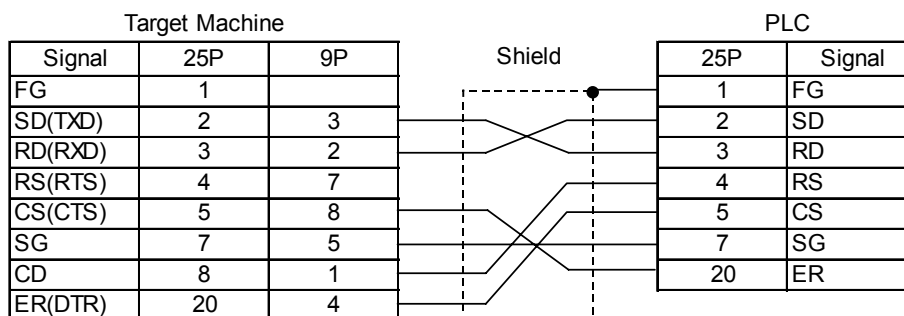 Target Machine PLC
Signal 25P 9P Shield 25P Signal
FG 1 1 FG
SD(TXD) 2 3 2 SD
RD(RXD) 3 2 3 RD
RS(RTS) 4 7 4 RS
CS(CTS) 5 8 5 CS
SG 7 5 7 SG
CD 8 1 20 ER
ER(DTR) 20 4